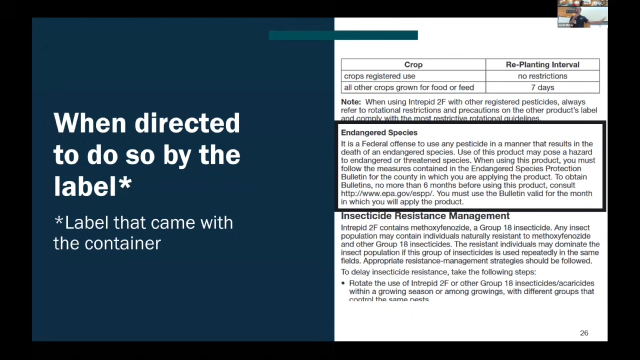 When directed
to do so by the
label*
*Label that came with
the container
Crop Re-Planting Interval
crops registered use no restrictions
all other crops grown for food or feed 7 days
Note: When using Intrepid 2F with other registered pesticides, always
refer to rotational restrictions and precautions on the other product's label
and comply with the most restrictive rotational guidelines.
Endangered Species
It is a Federal offense to use any pesticide in a manner that results in the
death of an endangered species. Use of this product may pose a hazard
to endangered or threatened species. When using this product, you must
follow the measures contained in the Endangered Species Protection
Bulletin for the county in which you are applying the product. To obtain
Bulletins, no more than 6 months before using this product, consult
http://www.epa.gov/espp/. You must use the Bulletin valid for the month
in which you will apply the product.
Insecticide Resistance Management
Intrepid 2F contains methoxyfenozide, a Group 18 insecticide. Any insect
population may contain individuals naturally resistant to methoxyfenozide
and other Group 18 insecticides. The resistant individuals may dominate the
insect population if this group of insecticides is used repeatedly in the same
fields. Appropriate resistance-management strategies should be followed.
To delay insecticide resistance, take the following steps:
• Rotate the use of Intrepid 2F or other Group 18 insecticides/acaricides
within a growing season or among growings, with different groups that
control the same pests
26